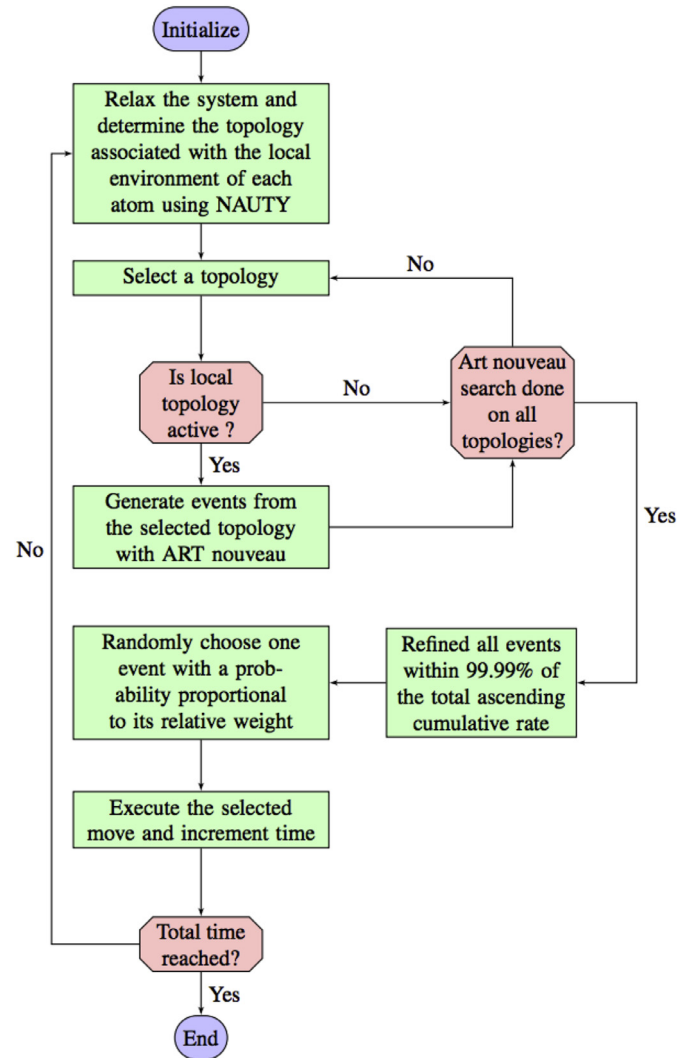 Initialize
Relax the system and
determine the topology
associated with the local
environment of each
atom using NAUTY
Select a topology
No
Is local
topology
active ?
No
Art nouveau
search done
on all
topologies?
Yes
Generate events from
the selected topology
with ART nouveau
Yes
No
Randomly choose one
event with a prob-
ability proportional
to its relative weight
Refined all events
within 99.99% of
the total ascending
cumulative rate
Execute the selected
move and increment time
Total time
reached?
Yes
End